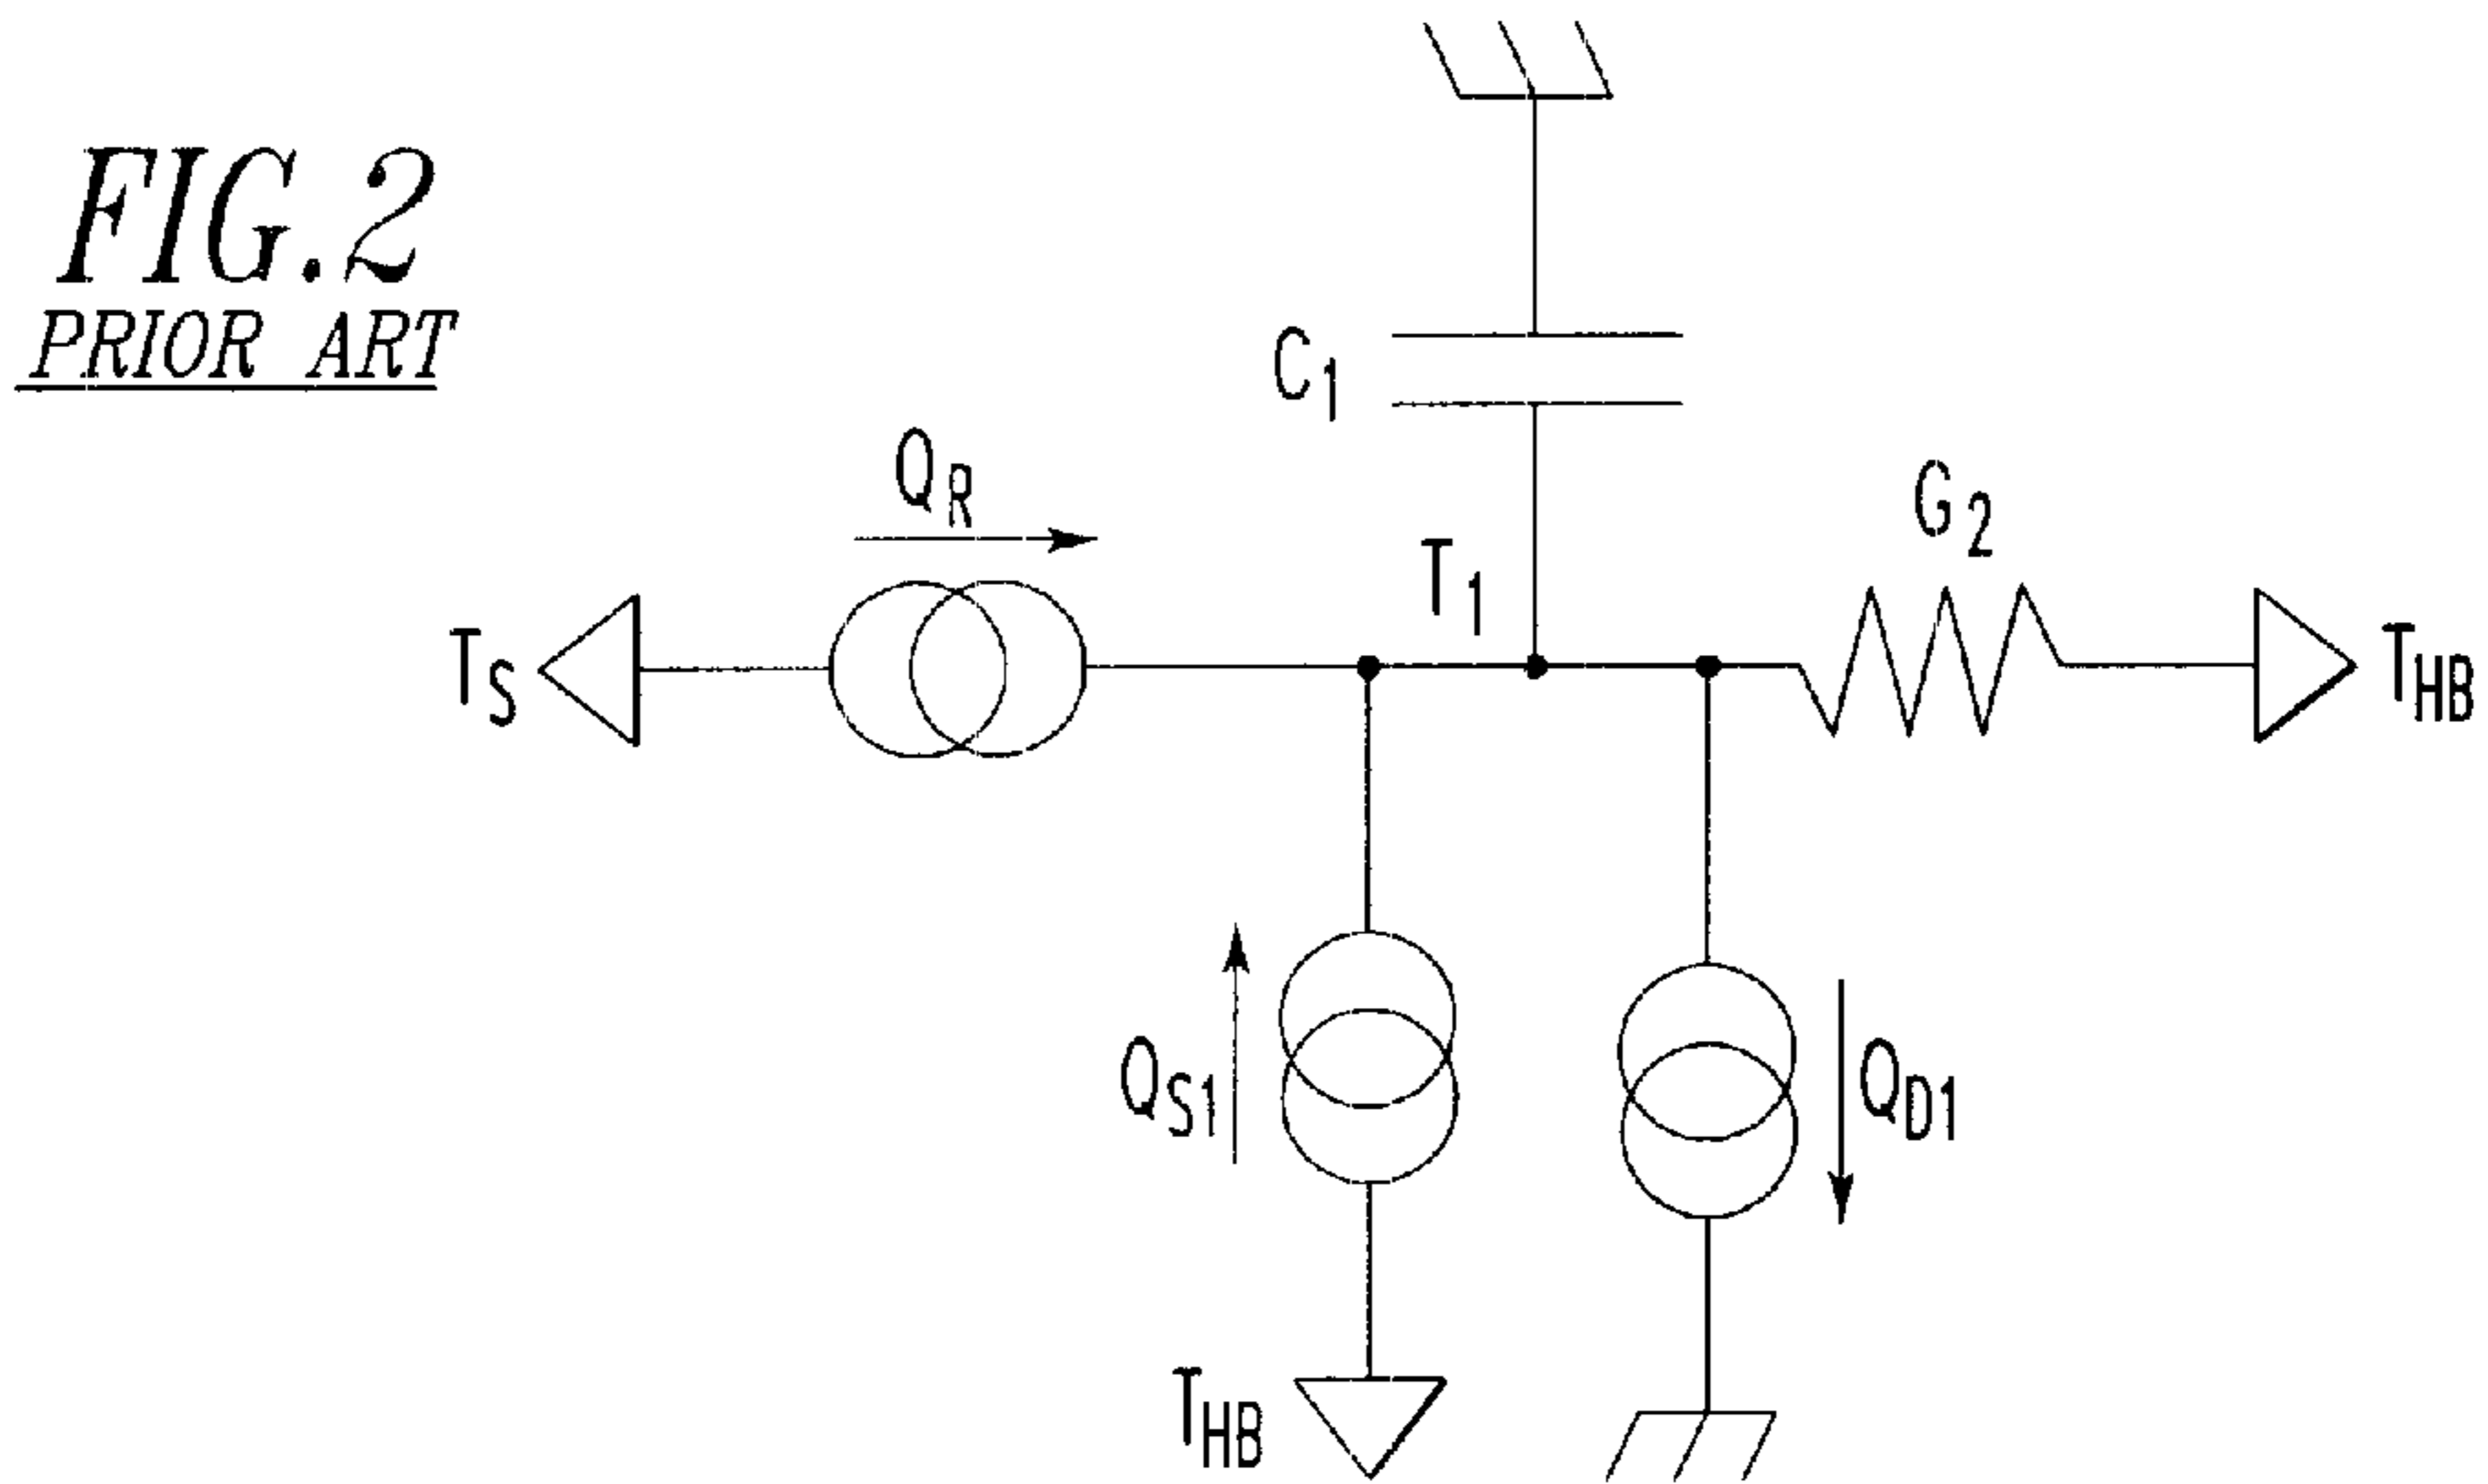 FIG.2
PRIOR ART
C1
QR
G2
T1
TS
THB
QS1
QD1
THB